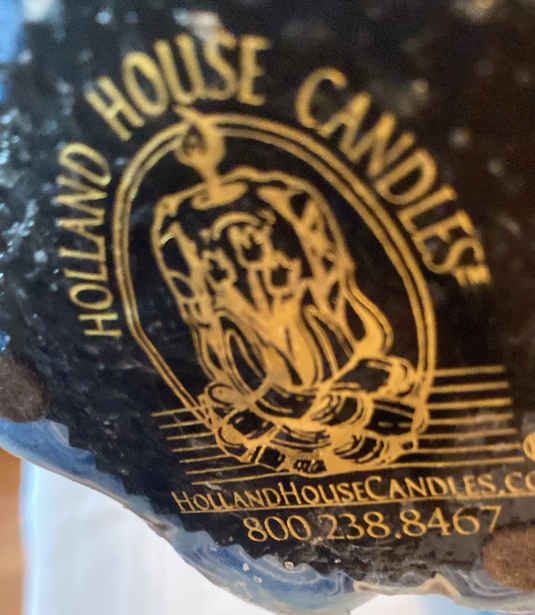 HOLLAND HOUSE CANDLES
HOLLANDHOUSECANDLES.CO
800.238.8467